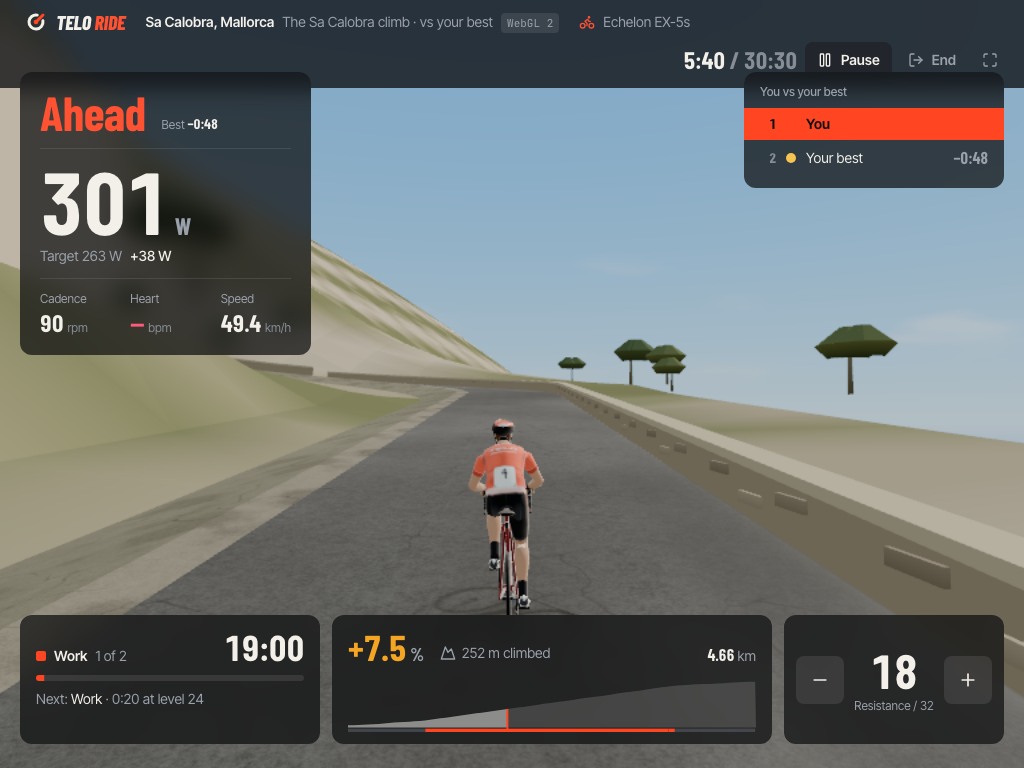 TELO RIDE
Sa Calobra, Mallorca The Sa Calobra climb · vs your best WebGL 2 Echelon EX-5s
5:40 / 30:30 Pause End
Ahead Best −0:48
301 W
Target 263 W +38 W
Cadence Heart Speed
90 rpm — bpm 49.4 km/h
You vs your best
1 You
2 Your best −0:48
Work 1 of 2 19:00
Next: Work · 0:20 at level 24
+7.5 % 252 m climbed 4.66 km
− 18 +
Resistance / 32